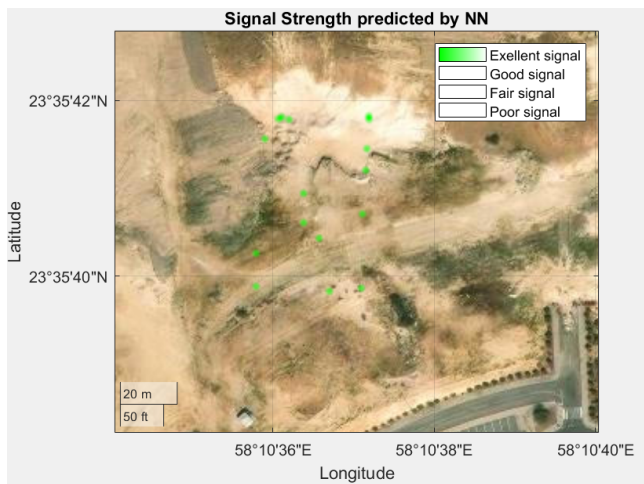 Signal Strength predicted by NN
Exellent signal
Good signal
Fair signal
Poor signal
23°35'42"N
23°35'40"N
Latitude
20 m
50 ft
58°10'36"E
58°10'38"E
58°10'40"E
Longitude